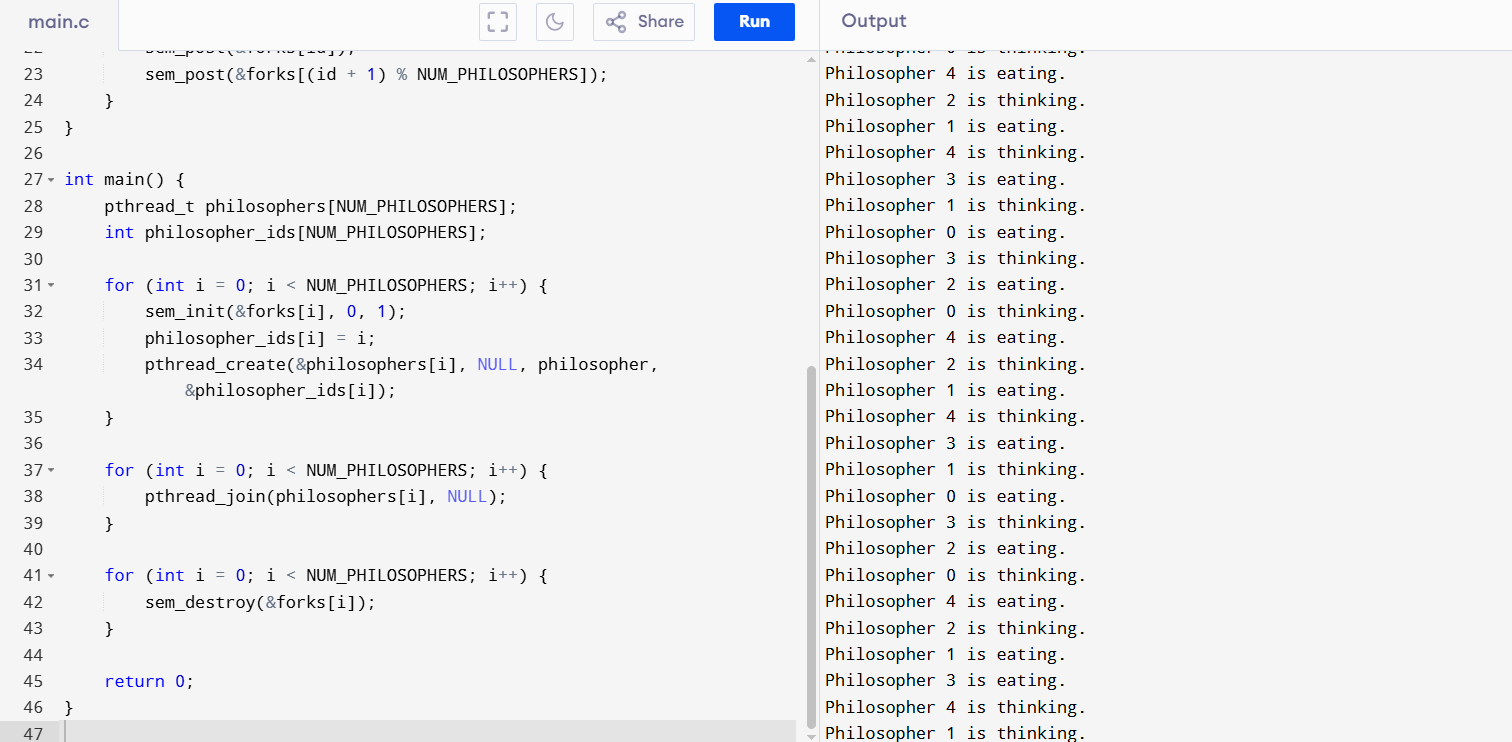 main.c
Share
Run
Output
22 sem_post(&forks[id]);
23 sem_post(&forks[(id + 1) % NUM_PHILOSOPHERS]);
24 }
25 }
26
27 int main() {
28 pthread_t philosophers[NUM_PHILOSOPHERS];
29 int philosopher_ids[NUM_PHILOSOPHERS];
30
31 for (int i = 0; i < NUM_PHILOSOPHERS; i++) {
32 sem_init(&forks[i], 0, 1);
33 philosopher_ids[i] = i;
34 pthread_create(&philosophers[i], NULL, philosopher,
&philosopher_ids[i]);
35 }
36
37 for (int i = 0; i < NUM_PHILOSOPHERS; i++) {
38 pthread_join(philosophers[i], NULL);
39 }
40
41 for (int i = 0; i < NUM_PHILOSOPHERS; i++) {
42 sem_destroy(&forks[i]);
43 }
44
45 return 0;
46 }
47
Philosopher 0 is thinking.
Philosopher 4 is eating.
Philosopher 2 is thinking.
Philosopher 1 is eating.
Philosopher 4 is thinking.
Philosopher 3 is eating.
Philosopher 1 is thinking.
Philosopher 0 is eating.
Philosopher 3 is thinking.
Philosopher 2 is eating.
Philosopher 0 is thinking.
Philosopher 4 is eating.
Philosopher 2 is thinking.
Philosopher 1 is eating.
Philosopher 4 is thinking.
Philosopher 3 is eating.
Philosopher 1 is thinking.
Philosopher 0 is eating.
Philosopher 3 is thinking.
Philosopher 2 is eating.
Philosopher 0 is thinking.
Philosopher 4 is eating.
Philosopher 2 is thinking.
Philosopher 1 is eating.
Philosopher 3 is eating.
Philosopher 4 is thinking.
Philosopher 1 is thinking.